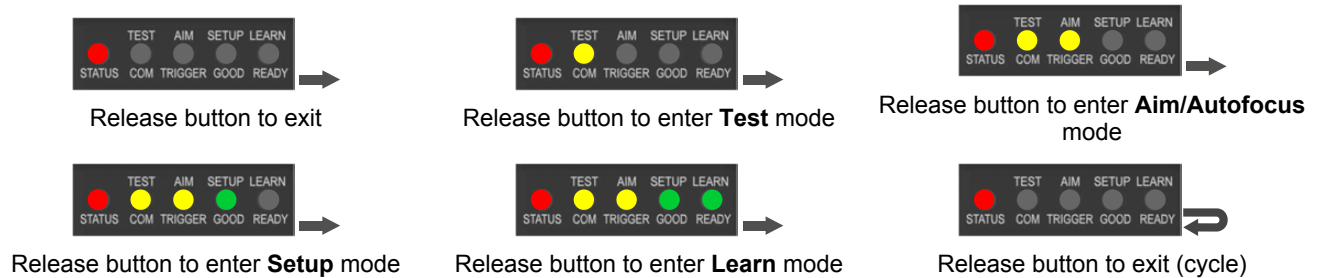 TEST AIM SETUP LEARN
STATUS COM TRIGGER GOOD READY
Release button to exit
TEST AIM SETUP LEARN
STATUS COM TRIGGER GOOD READY
Release button to enter Test mode
TEST AIM SETUP LEARN
STATUS COM TRIGGER GOOD READY
Release button to enter Aim/Autofocus
mode
TEST AIM SETUP LEARN
STATUS COM TRIGGER GOOD READY
Release button to enter Setup mode
TEST AIM SETUP LEARN
STATUS COM TRIGGER GOOD READY
Release button to enter Learn mode
TEST AIM SETUP LEARN
STATUS COM TRIGGER GOOD READY
Release button to exit (cycle)